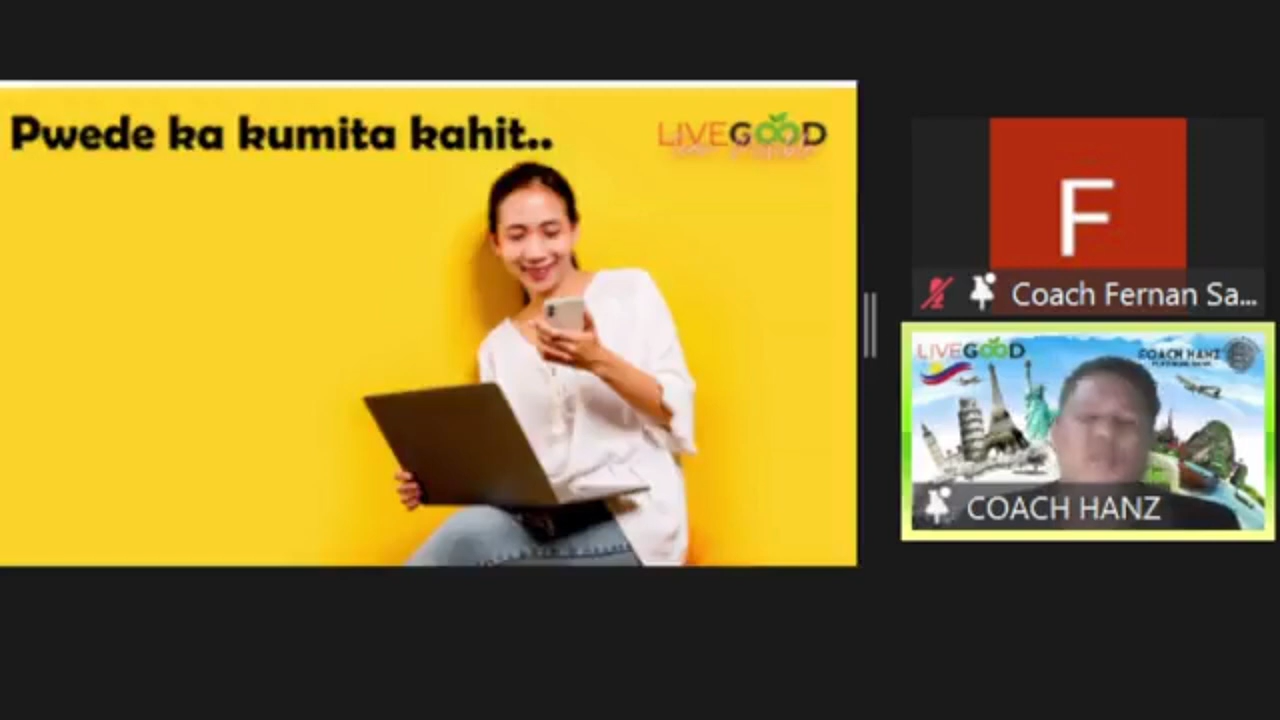 Pwede ka kumita kahit..
LIVEGOOD
F
Coach Fernan Sa...
LIVEGOOD
COACH HANZ
COACH HANZ